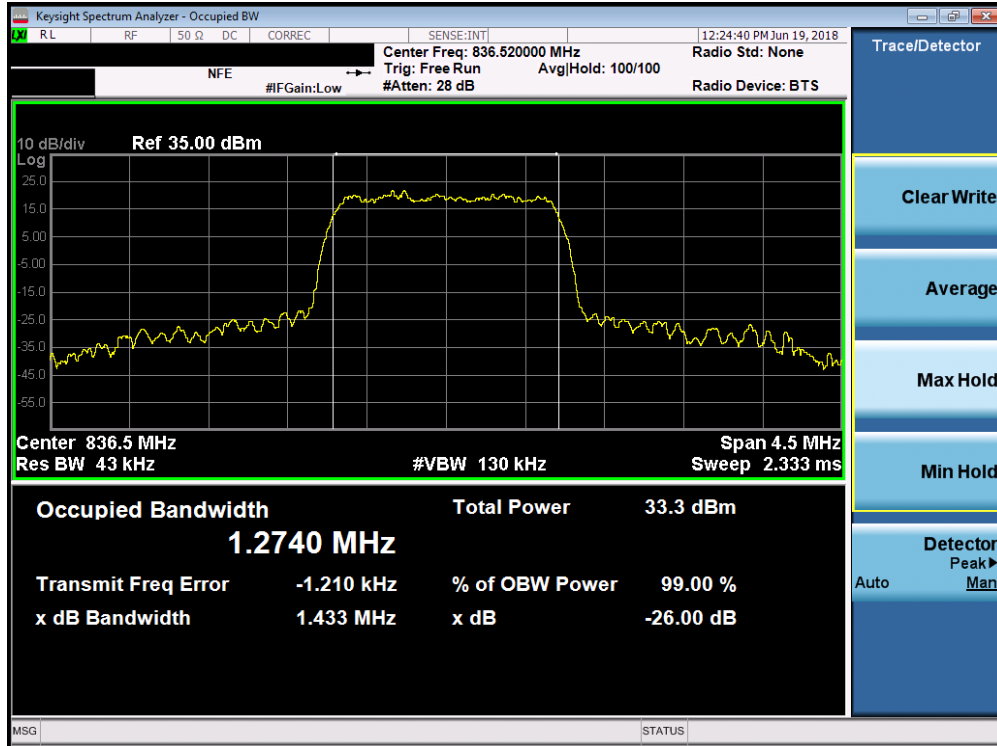 Keysight Spectrum Analyzer - Occupied BW
LXI RL RF 50 Ω DC CORREC SENSE:INT 12:24:40 PM Jun 19, 2018
Center Freq: 836.520000 MHz Radio Std: None
NFE Trig: Free Run Avg|Hold: 100/100
#IFGain:Low #Atten: 28 dB Radio Device: BTS
10 dB/div Ref 35.00 dBm
Log
25.0
15.0
5.00
-5.00
-15.0
-25.0
-35.0
-45.0
-55.0
Center 836.5 MHz Span 4.5 MHz
Res BW 43 kHz #VBW 130 kHz Sweep 2.333 ms
Occupied Bandwidth Total Power 33.3 dBm
1.2740 MHz
Transmit Freq Error -1.210 kHz % of OBW Power 99.00 %
x dB Bandwidth 1.433 MHz x dB -26.00 dB
MSG STATUS
Trace/Detector
Clear Write
Average
Max Hold
Min Hold
Detector
Peak▶
Auto Man